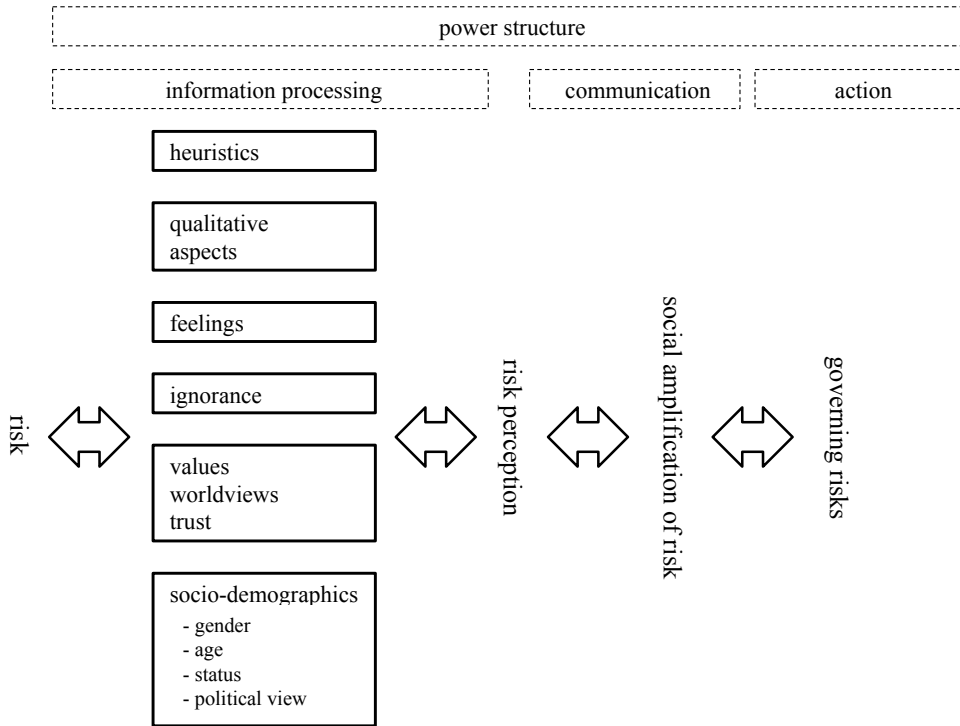 power structure
information processing
communication
action
heuristics
qualitative
aspects
feelings
ignorance
values
worldviews
trust
socio-demographics
- gender
- age
- status
- political view
risk
risk perception
social amplification of risk
governing risks